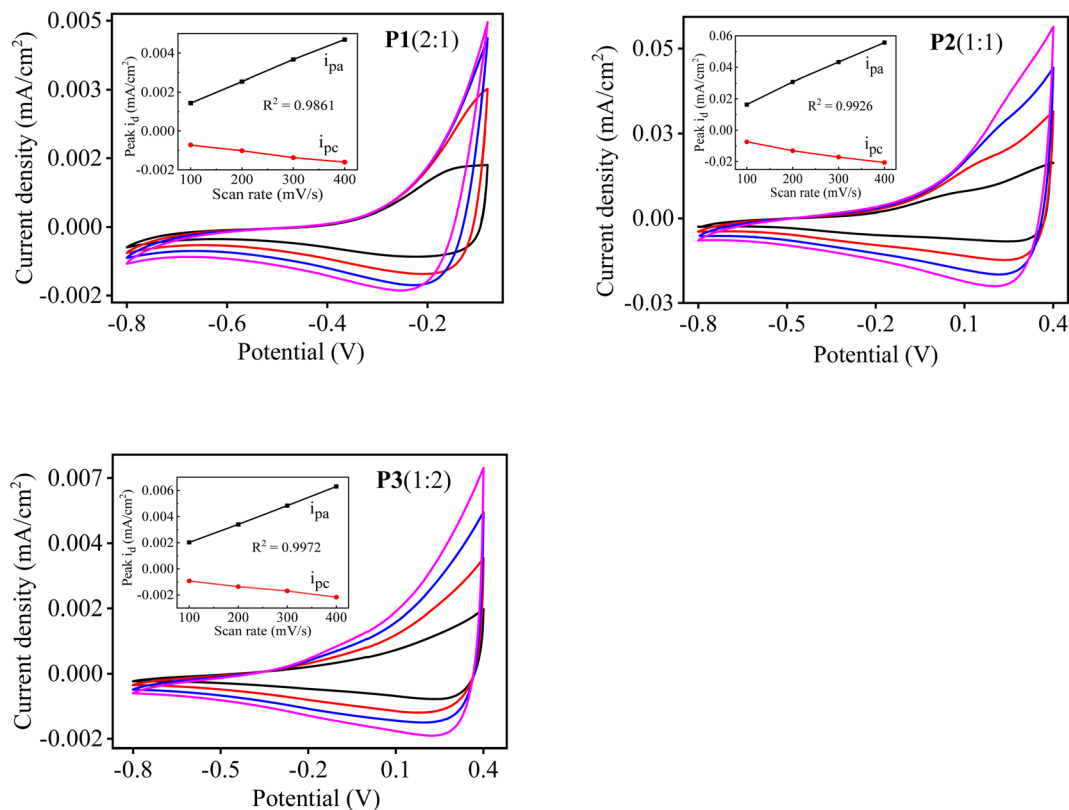 P1(2:1)
Current density (mA/cm²)
0.005
0.003
0.002
0.000
-0.002
-0.8
-0.6
-0.4
-0.2
Potential (V)
Peak i_d (mA/cm²)
0.004
0.002
0.000
-0.002
i_pa
R² = 0.9861
i_pc
100
200
300
400
Scan rate (mV/s)
P2(1:1)
Current density (mA/cm²)
0.05
0.03
0.00
-0.03
-0.8
-0.5
-0.2
0.1
0.4
Potential (V)
Peak i_d (mA/cm²)
0.06
0.04
0.02
0.00
-0.02
i_pa
R² = 0.9926
i_pc
100
200
300
400
Scan rate (mV/s)
P3(1:2)
Current density (mA/cm²)
0.007
0.004
0.002
0.000
-0.002
-0.8
-0.5
-0.2
0.1
0.4
Potential (V)
Peak i_d (mA/cm²)
0.006
0.004
0.002
0.000
-0.002
i_pa
R² = 0.9972
i_pc
100
200
300
400
Scan rate (mV/s)